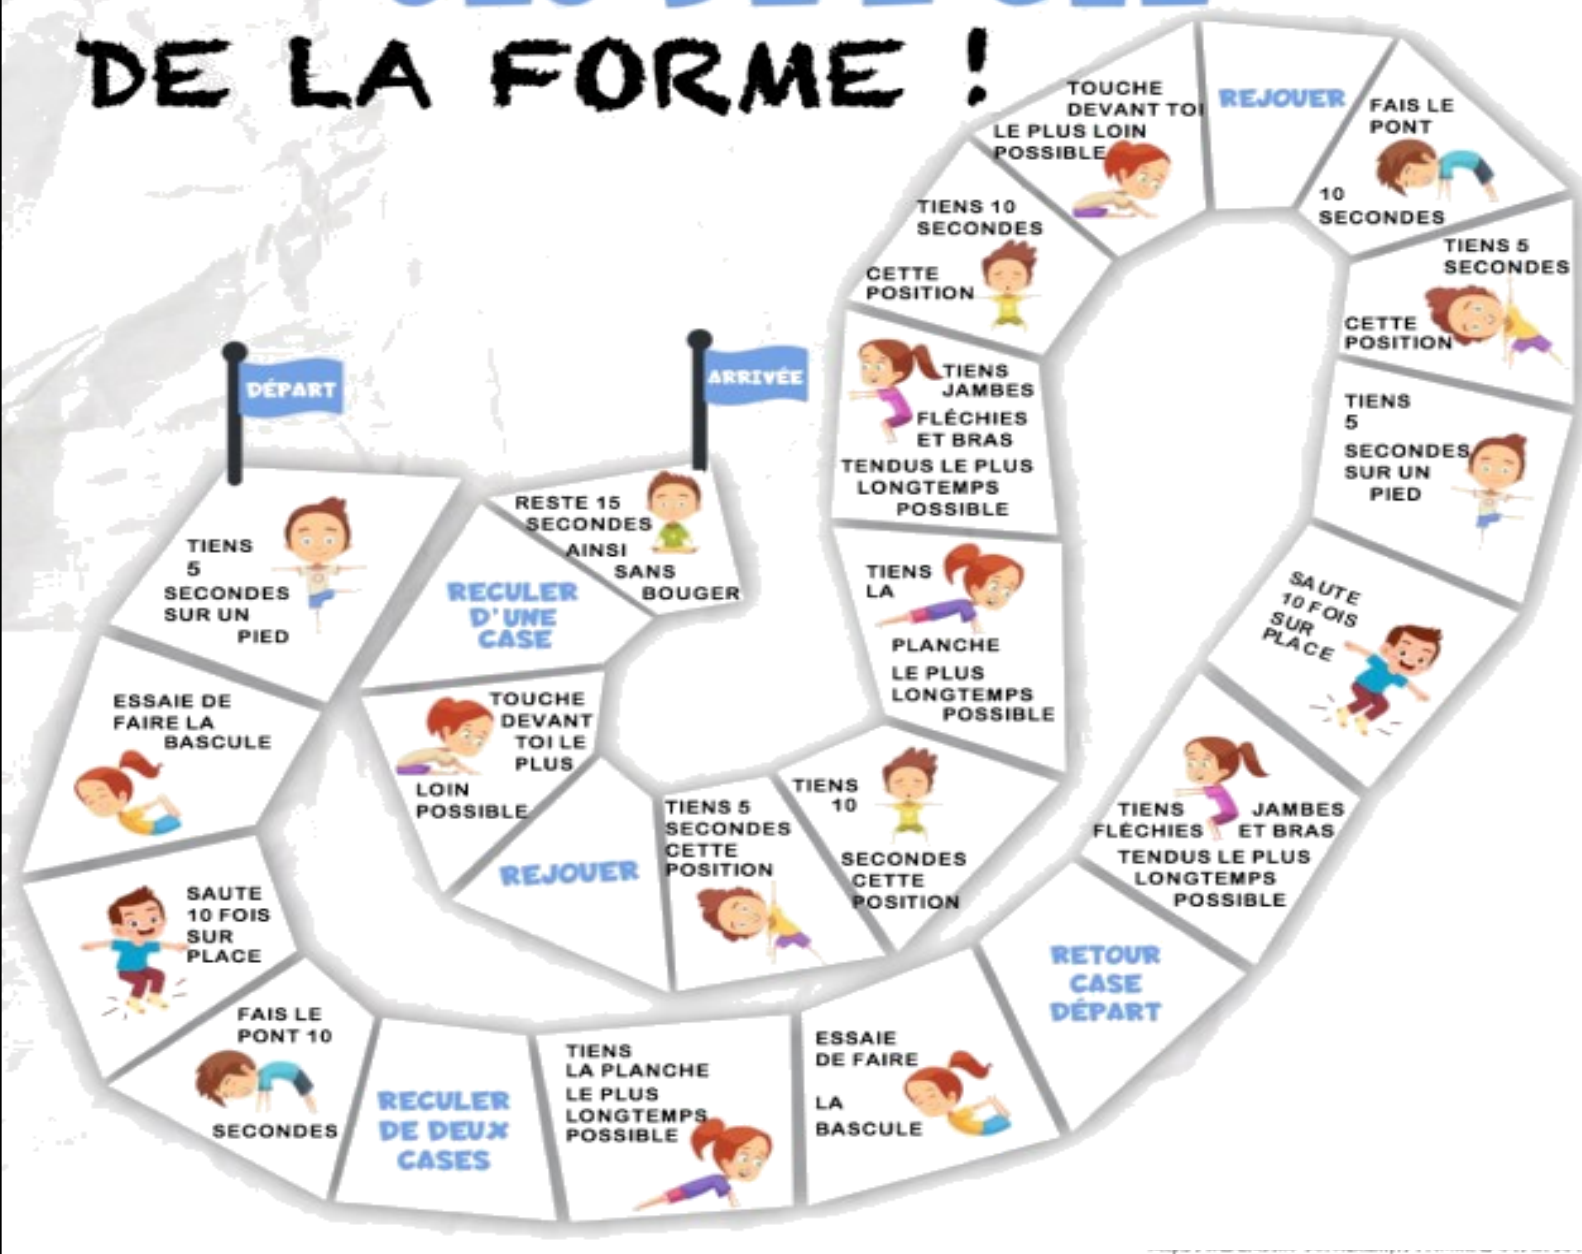 DE LA FORME !
DÉPART
ARRIVÉE
TIENS
5
SECONDES
SUR UN
PIED
ESSAIE DE
FAIRE LA
BASCULE
SAUTE
10 FOIS
SUR
PLACE
FAIS LE
PONT 10
SECONDES
RECULER
DE DEUX
CASES
TIENS
LA PLANCHE
LE PLUS
LONGTEMPS
POSSIBLE
ESSAIE
DE FAIRE
LA
BASCULE
RETOUR
CASE
DÉPART
TIENS JAMBES
FLÉCHIES ET BRAS
TENDUS LE PLUS
LONGTEMPS
POSSIBLE
SAUTE
10 FOIS
SUR
PLACE
TIENS
5
SECONDES
SUR UN
PIED
TIENS 5
SECONDES
CETTE
POSITION
FAIS LE
PONT
10
SECONDES
REJOUER
TOUCHE
DEVANT TOI
LE PLUS LOIN
POSSIBLE
TIENS 10
SECONDES
CETTE
POSITION
TIENS
JAMBES
FLÉCHIES
ET BRAS
TENDUS LE PLUS
LONGTEMPS
POSSIBLE
TIENS
LA
PLANCHE
LE PLUS
LONGTEMPS
POSSIBLE
TIENS
10
SECONDES
CETTE
POSITION
TIENS 5
SECONDES
CETTE
POSITION
REJOUER
TOUCHE
DEVANT
TOI LE
PLUS
LOIN
POSSIBLE
RECULER
D'UNE
CASE
RESTE 15
SECONDES
AINSI
SANS
BOUGER